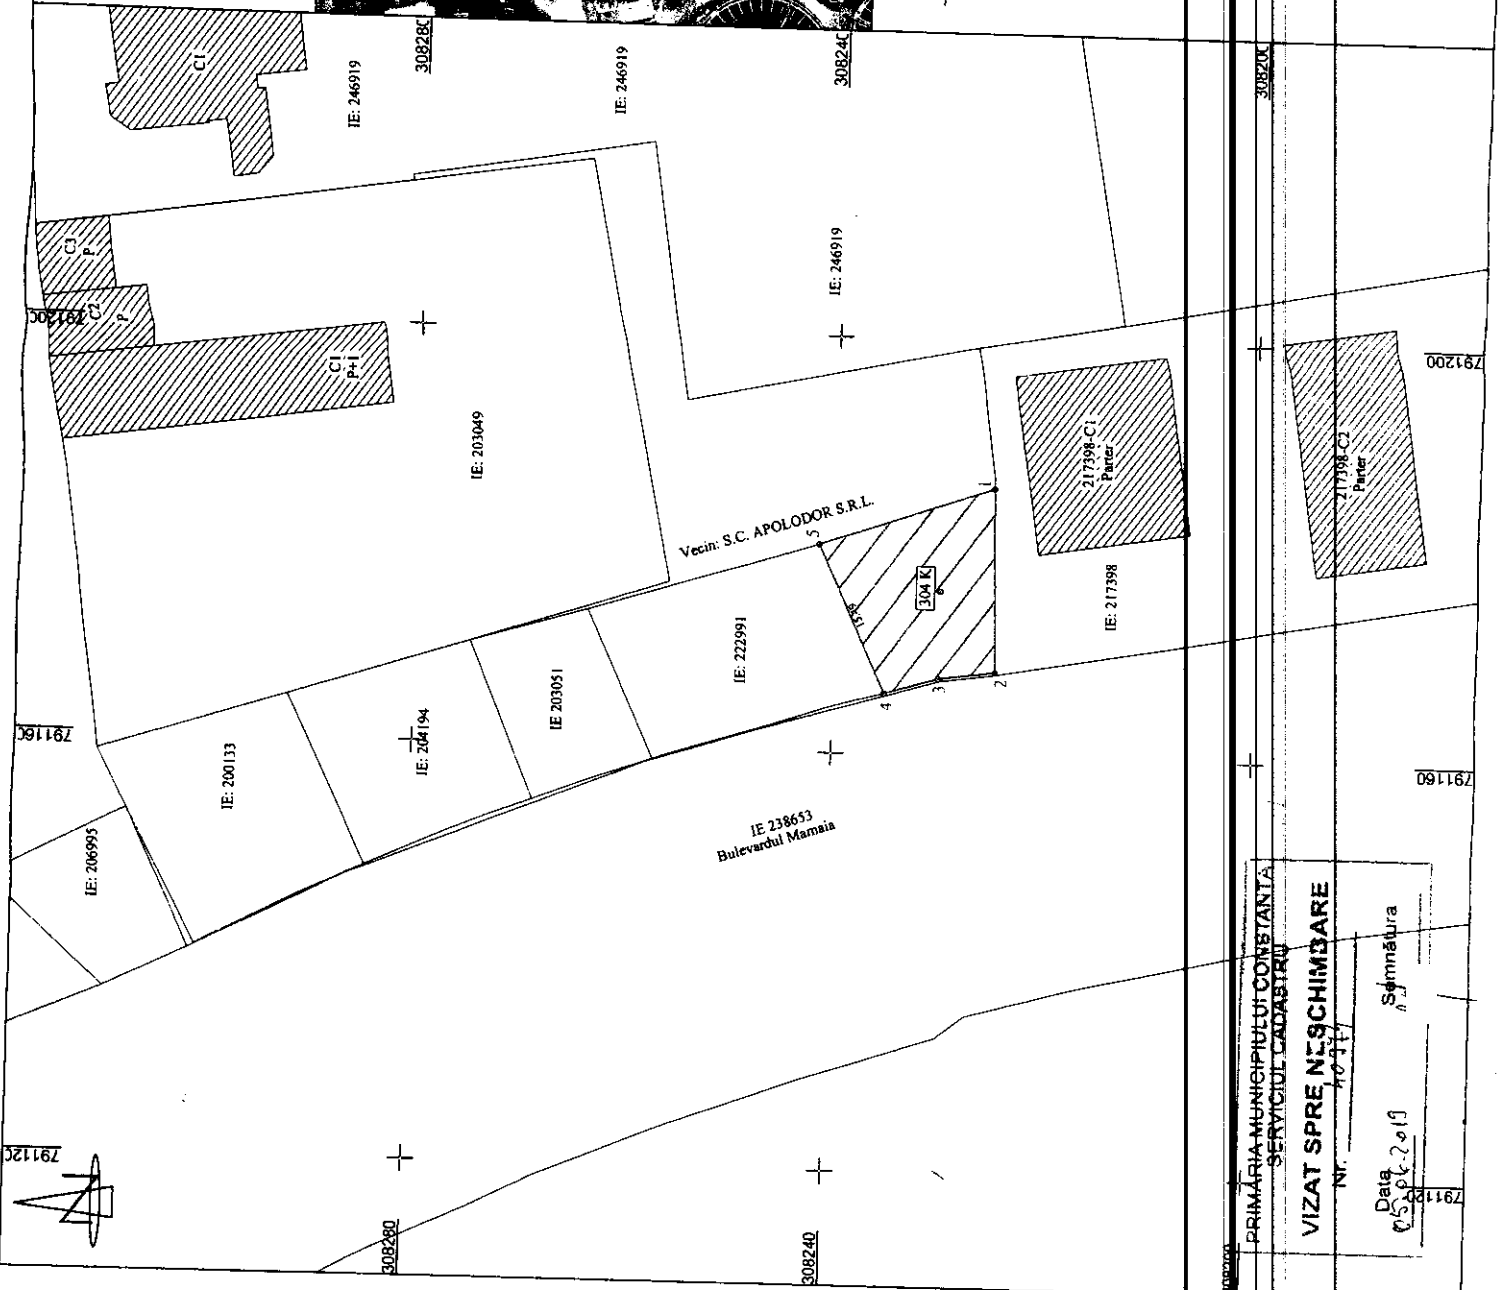 308280
308240
308200
C1
IE: 246919
IE: 246919
IE: 246919
C3
P
C2
P
C1
P+1
IE: 203049
79120C
791200
217398-C1
Parter
217398-C2
Parter
IE: 217398
Vecin: S.C. APOLODOR S.R.L.
1
5
304 K
2
3
4
IE: 222991
IE 203051
IE: 204194
IE: 200133
IE: 206995
79116C
791160
IE 238653
Bulevardul Mamaia
79112C
791120
N
308280
308240
PRIMĂRIA MUNICIPIULUI CONSTANȚA
SERVICIUL CADASTRU
VIZAT SPRE NESCHIMBARE
Nr.
Data Semnătura